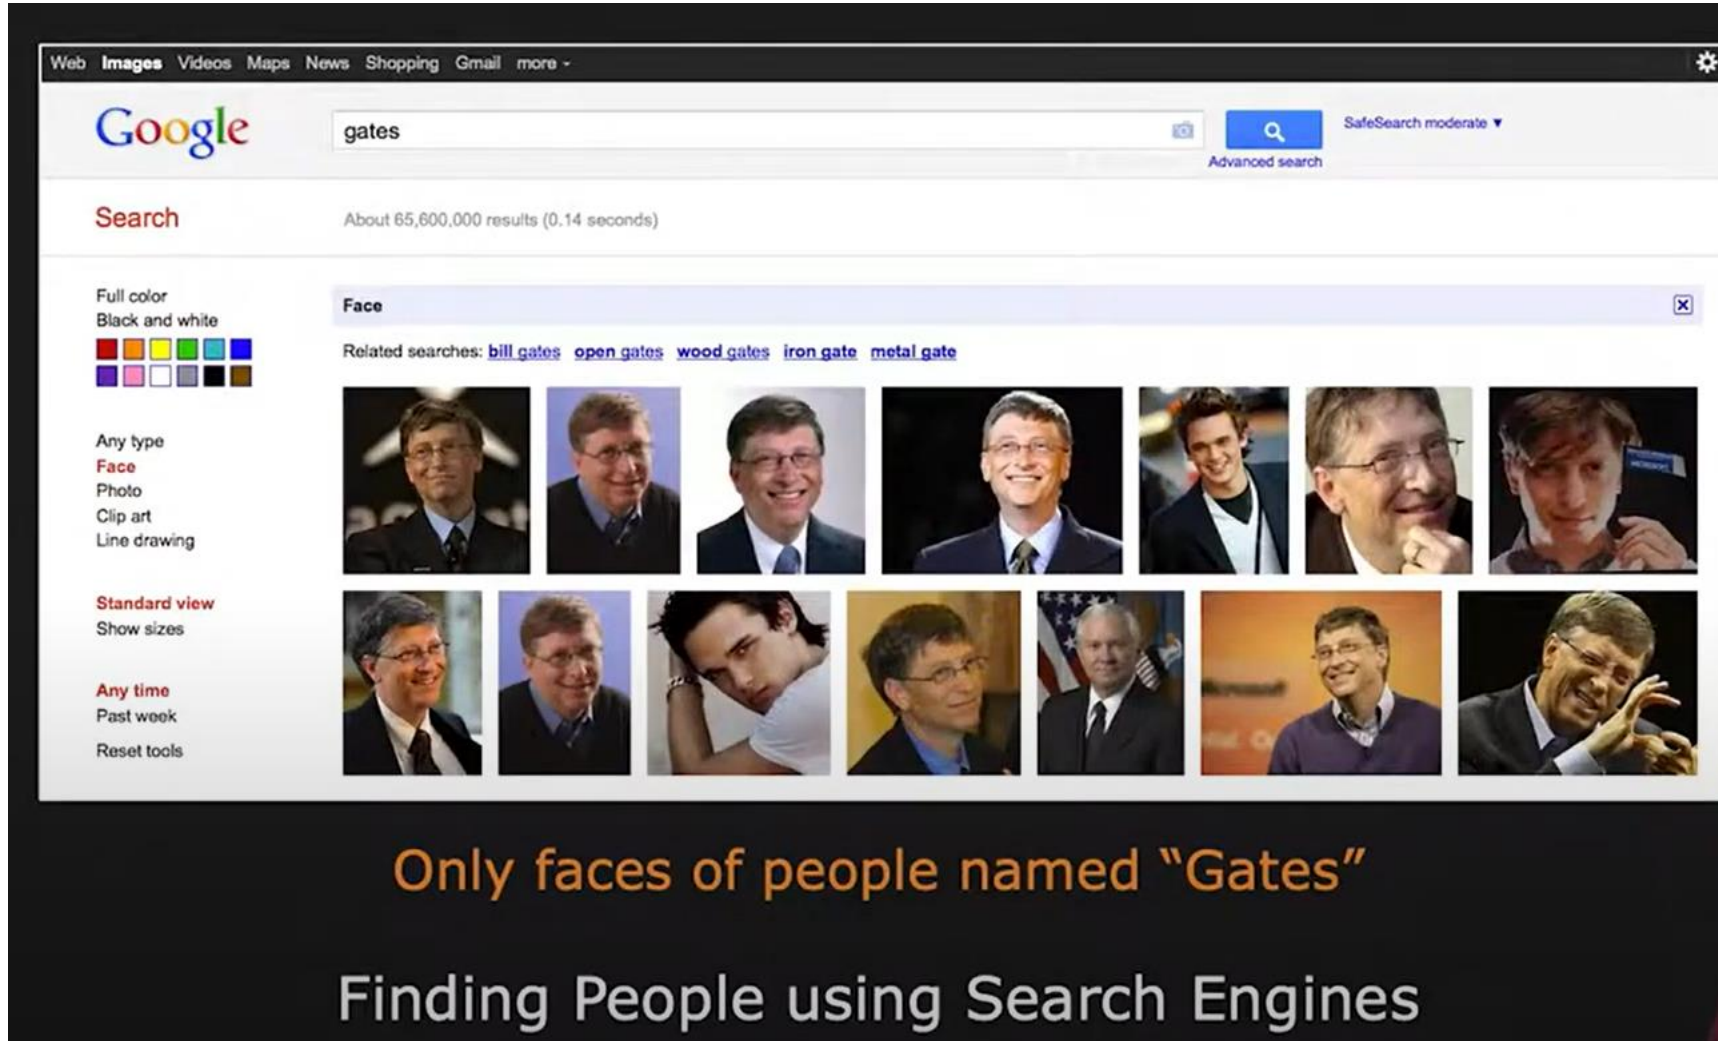 Web Images Videos Maps News Shopping Gmail more
Google
gates
SafeSearch moderate ▼
Advanced search
Search
About 65,600,000 results (0.14 seconds)
Full color
Black and white
Any type
Face
Photo
Clip art
Line drawing
Standard view
Show sizes
Any time
Past week
Reset tools
Face
Related searches: bill gates open gates wood gates iron gate metal gate
Only faces of people named “Gates”
Finding People using Search Engines